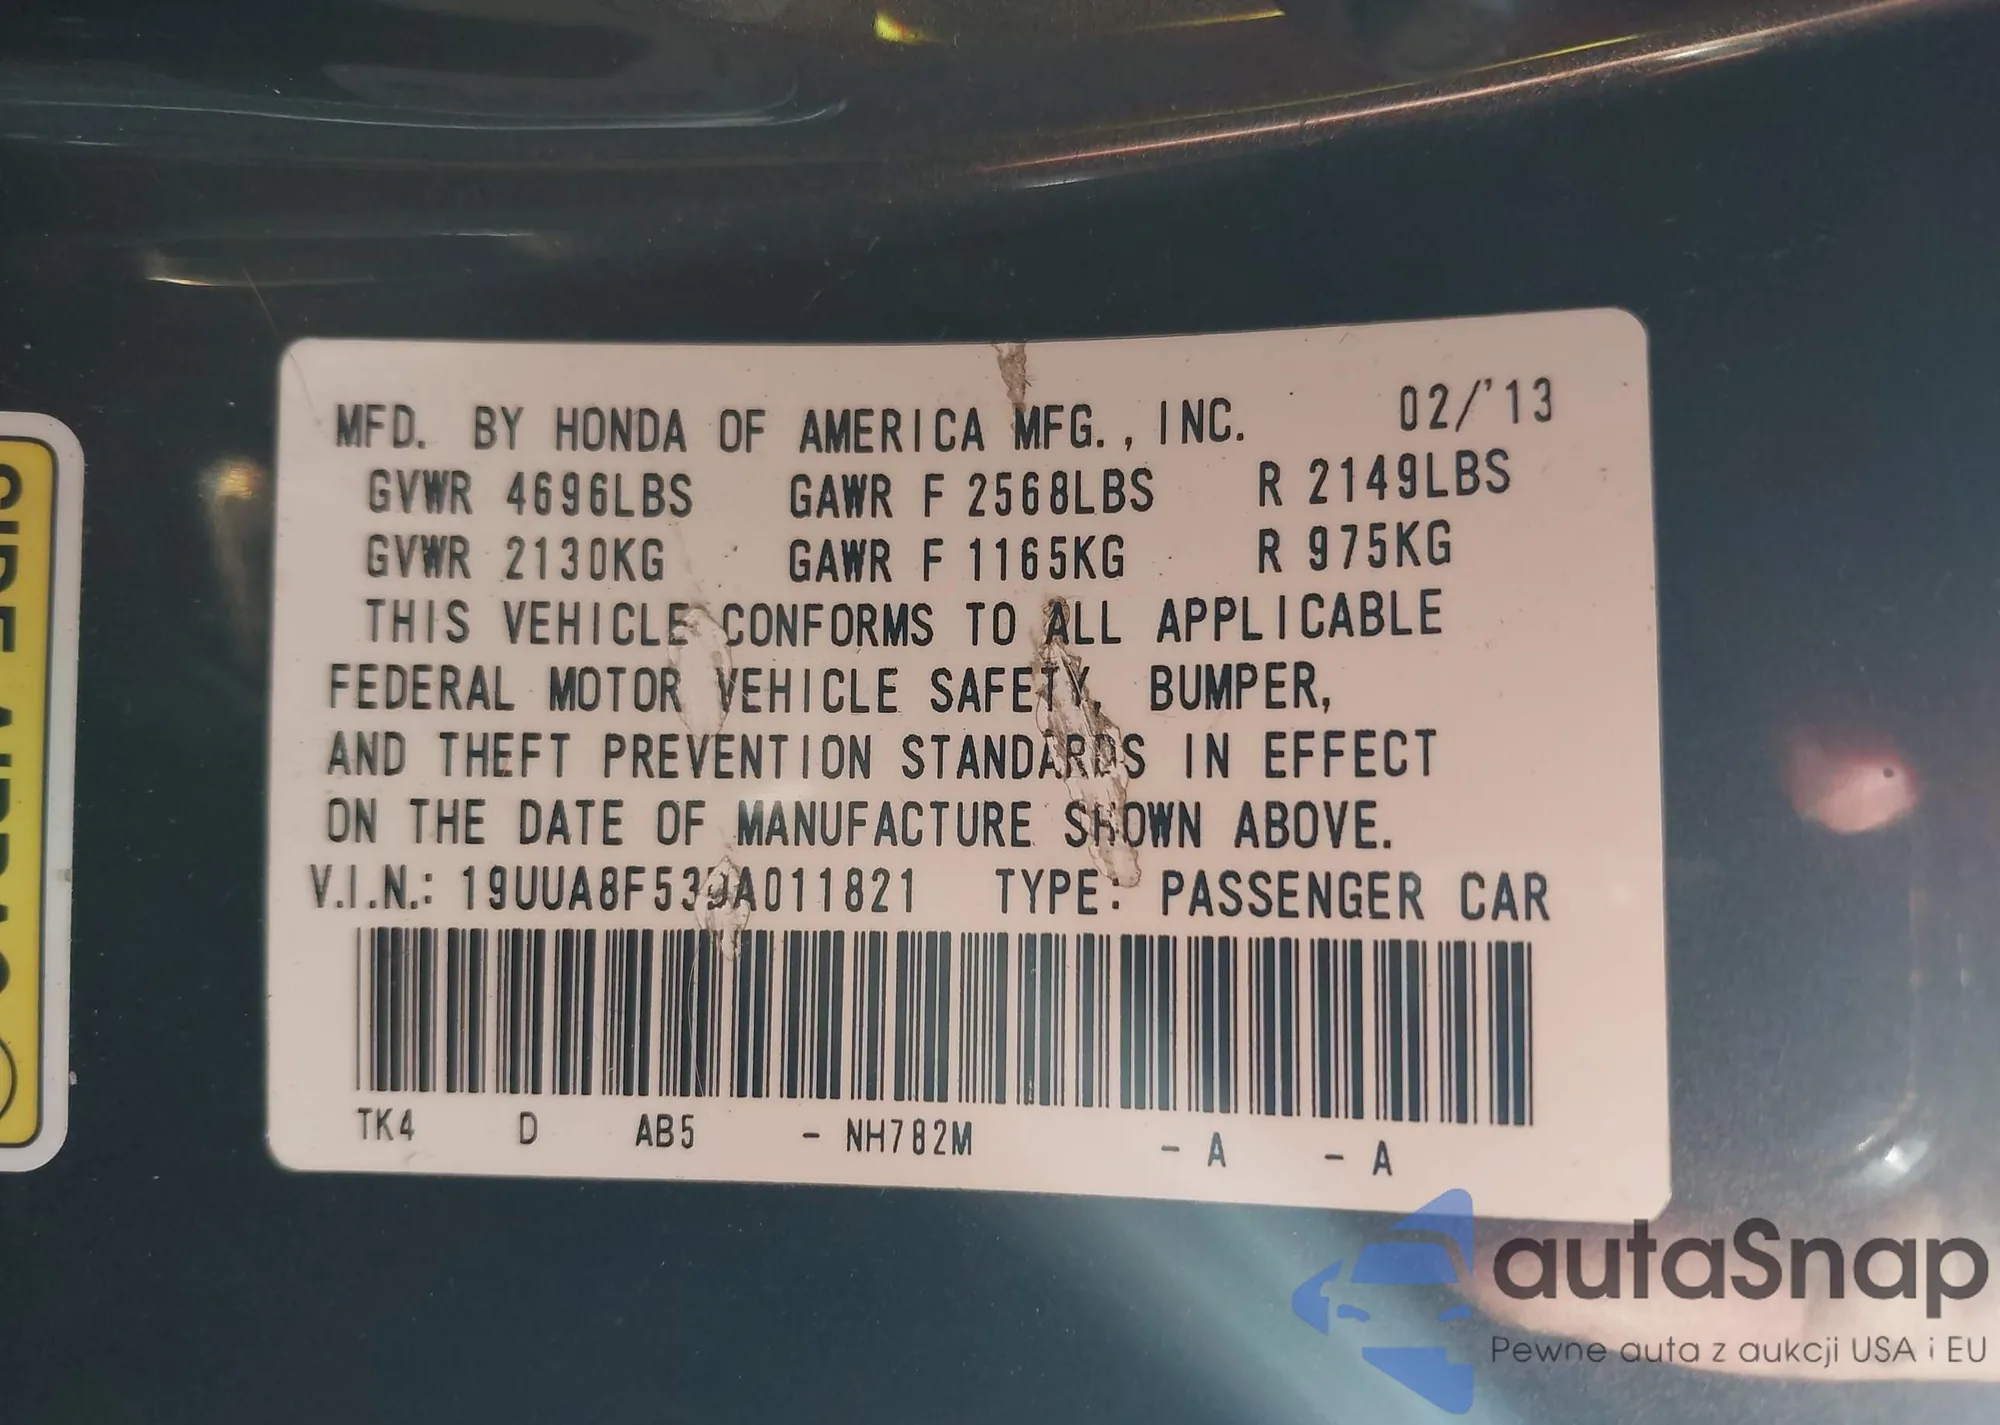 MFD. BY HONDA OF AMERICA MFG., INC. 02/'13
GVWR 4696LBS GAWR F 2568LBS R 2149LBS
GVWR 2130KG GAWR F 1165KG R 975KG
THIS VEHICLE CONFORMS TO ALL APPLICABLE
FEDERAL MOTOR VEHICLE SAFETY, BUMPER,
AND THEFT PREVENTION STANDARDS IN EFFECT
ON THE DATE OF MANUFACTURE SHOWN ABOVE.
V.I.N.: TYPE: PASSENGER CAR
TK4 D AB5 - NH782M - A - A
SIDE AIRBAG
autaSnap
Pewne auta z aukcji USA i EU